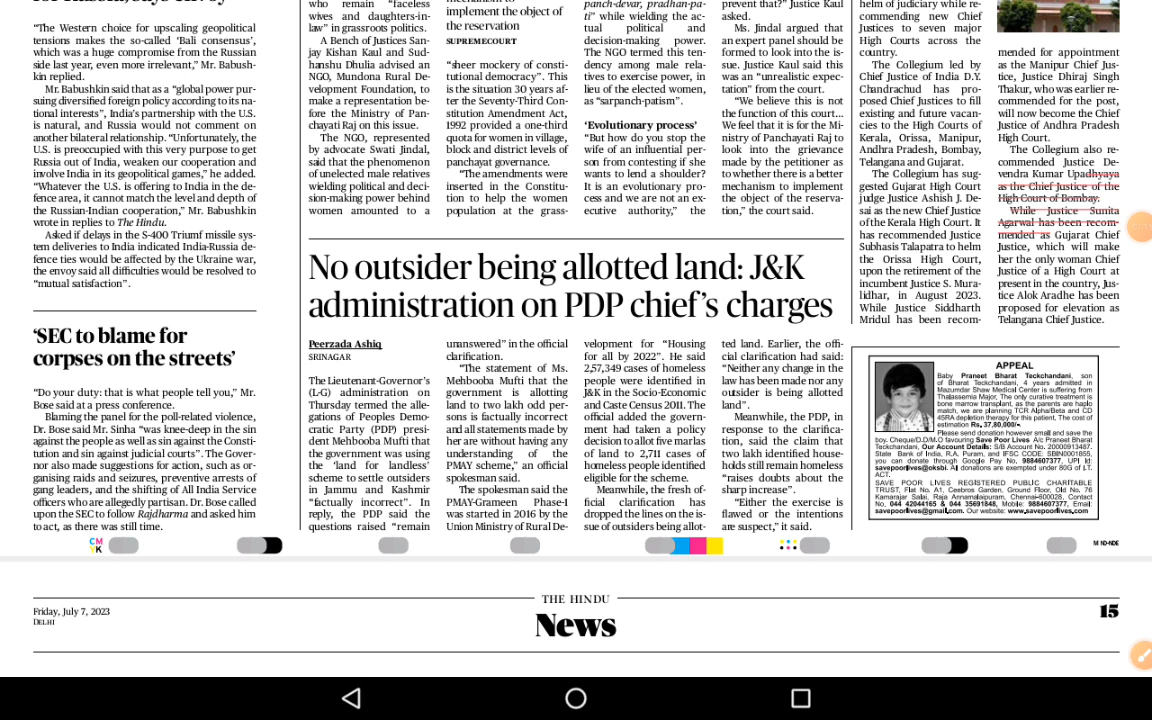 "The Western choice for upscaling geopolitical
tensions makes the so-called 'Bali consensus',
which was a huge compromise from the Russian
side last year, even more irrelevant," Mr. Babush-
kin replied.
Mr. Babushkin said that as a "global power pur-
suing diversified foreign policy according to its na-
tional interests", India's partnership with the U.S.
is natural, and Russia would not comment on
another bilateral relationship. "Unfortunately, the
U.S. is preoccupied with this very purpose to get
Russia out of India, weaken our cooperation and
involve India in its geopolitical games," he added.
"Whatever the U.S. is offering to India in the de-
fence area, it cannot match the level and depth of
the Russian-Indian cooperation," Mr. Babushkin
wrote in replies to The Hindu.
Asked if delays in the S-400 Triumf missile sys-
tem deliveries to India indicated India-Russia de-
fence ties would be affected by the Ukraine war,
the envoy said all difficulties would be resolved to
"mutual satisfaction".
'SEC to blame for
corpses on the streets'
"Do your duty: that is what people tell you," Mr.
Bose said at a press conference.
Blaming the panel for the poll-related violence,
Dr. Bose said Mr. Sinha "was knee-deep in the sin
against the people as well as sin against the Consti-
tution and sin against judicial courts". The Gover-
nor also made suggestions for action, such as or-
ganising raids and seizures, preventive arrests of
gang leaders, and the shifting of All India Service
officers who are allegedly partisan. Dr. Bose called
upon the SEC to follow Rajdharma and asked him
to act, as there was still time.
who remain "faceless
wives and daughters-in-
law" in grassroots politics.
A Bench of Justices San-
jay Kishan Kaul and Sud-
hanshu Dhulia advised an
NGO, Mundona Rural De-
velopment Foundation, to
make a representation be-
fore the Ministry of Pan-
chayati Raj on this issue.
The NGO, represented
by advocate Swati Jindal,
said that the phenomenon
of unelected male relatives
wielding political and deci-
sion-making power behind
women amounted to a
implement the object of
the reservation
SUPREME COURT
"sheer mockery of consti-
tutional democracy". This
is the situation 30 years af-
ter the Seventy-Third Con-
stitution Amendment Act,
1992 provided a one-third
quota for women in village,
block and district levels of
panchayat governance.
"The amendments were
inserted in the Constitu-
tion to help the women
population at the grass-
panch-devar, pradhan-pa-
ti" while wielding the ac-
tual political and
decision-making power.
The NGO termed this ten-
dency among male rela-
tives to exercise power, in
lieu of the elected women,
as "sarpanch-patism".
'Evolutionary process'
"But how do you stop the
wife of an influential per-
son from contesting if she
wants to lend a shoulder?
It is an evolutionary pro-
cess and we are not an ex-
ecutive authority," the
prevent that?" Justice Kaul
asked.
Ms. Jindal argued that
an expert panel should be
formed to look into the is-
sue. Justice Kaul said this
was an "unrealistic expec-
tation" from the court.
"We believe this is not
the function of this court...
We feel that it is for the Mi-
nistry of Panchayati Raj to
look into the grievance
made by the petitioner as
to whether there is a better
mechanism to implement
the object of the reserva-
tion," the court said.
No outsider being allotted land: J&K
administration on PDP chief's charges
Peerzada Ashiq
SRINAGAR
The Lieutenant-Governor's
(L-G) administration on
Thursday termed the alle-
gations of Peoples Demo-
cratic Party (PDP) presi-
dent Mehbooba Mufti that
the government was using
the 'land for landless'
scheme to settle outsiders
in Jammu and Kashmir
"factually incorrect". In
reply, the PDP said the
questions raised "remain
unanswered" in the official
clarification.
"The statement of Ms.
Mehbooba Mufti that the
government is allotting
land to two lakh odd per-
sons is factually incorrect
and all statements made by
her are without having any
understanding of the
PMAY scheme," an official
spokesman said.
The spokesman said the
PMAY-Grameen Phase-I
was started in 2016 by the
Union Ministry of Rural De-
velopment for "Housing
for all by 2022". He said
2,57,349 cases of homeless
people were identified in
J&K in the Socio-Economic
and Caste Census 2011. The
official added the govern-
ment had taken a policy
decision to allot five marlas
of land to 2,711 cases of
homeless people identified
eligible for the scheme.
Meanwhile, the fresh of-
ficial clarification has
dropped the lines on the is-
sue of outsiders being allot-
ted land. Earlier, the offi-
cial clarification had said:
"Neither any change in the
law has been made nor any
outsider is being allotted
land".
Meanwhile, the PDP, in
response to the clarifica-
tion, said the claim that
two lakh identified house-
holds still remain homeless
"raises doubts about the
sharp increase".
"Either the exercise is
flawed or the intentions
are suspect," it said.
helm of judiciary while re-
commending new Chief
Justices to seven major
High Courts across the
country.
The Collegium led by
Chief Justice of India D.Y.
Chandrachud has pro-
posed Chief Justices to fill
existing and future vacan-
cies to the High Courts of
Kerala, Orissa, Manipur,
Andhra Pradesh, Bombay,
Telangana and Gujarat.
The Collegium has sug-
gested Gujarat High Court
judge Justice Ashish J. De-
sai as the new Chief Justice
of the Kerala High Court. It
has recommended Justice
Subhasis Talapatra to helm
the Orissa High Court,
upon the retirement of the
incumbent Justice S. Mura-
lidhar, in August 2023.
While Justice Siddharth
Mridul has been recom-
mended for appointment
as the Manipur Chief Jus-
tice, Justice Dhiraj Singh
Thakur, who was earlier re-
commended for the post,
will now become the Chief
Justice of Andhra Pradesh
High Court.
The Collegium also re-
commended Justice De-
vendra Kumar Upadhyaya
as the Chief Justice of the
High Court of Bombay.
While Justice Sunita
Agarwal has been recom-
mended as Gujarat Chief
Justice, which will make
her the only woman Chief
Justice of a High Court at
present in the country, Jus-
tice Alok Aradhe has been
proposed for elevation as
Telangana Chief Justice.
APPEAL
Baby Praneet Bharat Teckchandani, son
of Bharat Teckchandani, 4 years admitted in
Mazumdar Shaw Medical Center is suffering from
Thalassemia Major, The only curative treatment is
bone marrow transplant, as the parents are haplo
match, we are planning TCR Alpha/Beta and CD
45RA depletion therapy for this patient, The cost of
estimation Rs. 37,80,000/-.
Please send donation however small and save the
boy. Cheque/D.D/M.O favouring Save Poor Lives A/c Praneet Bharat
Teckchandani, Our Account Details: S/B Account No. 20000913487,
State Bank of India, R.A. Puram, and IFSC CODE: SBIN0001855,
you can donate through Google Pay No. 9884607377, UPI Id:
savepoorlives@oksbi. All donations are exempted under 80G of I.T.
ACT.
SAVE POOR LIVES REGISTERED PUBLIC CHARITABLE
TRUST, Flat No. A1, Ceebros Garden, Ground Floor, Old No. 76
Kamarajar Salai, Raja Annamalaipuram, Chennai-600028, Contact
No. 044 42044165 & 044 35691848, Mobile: 9884607377, Email:
savepoorlives@gmail.com. Our website: www.savepoorlives.com
CM
YK
M ND-NDE
THE HINDU
Friday, July 7, 2023
DELHI
News
15